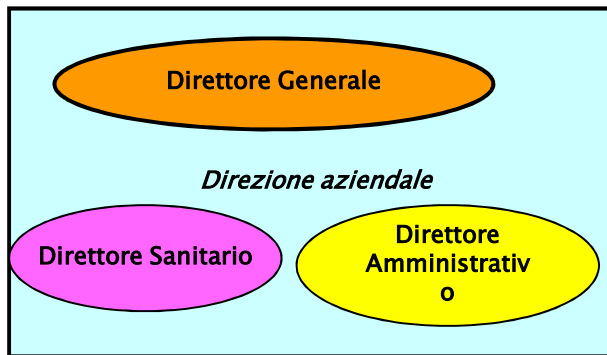 Direttore Generale
Direzione aziendale
Direttore Sanitario
Direttore
Amministrativ
o